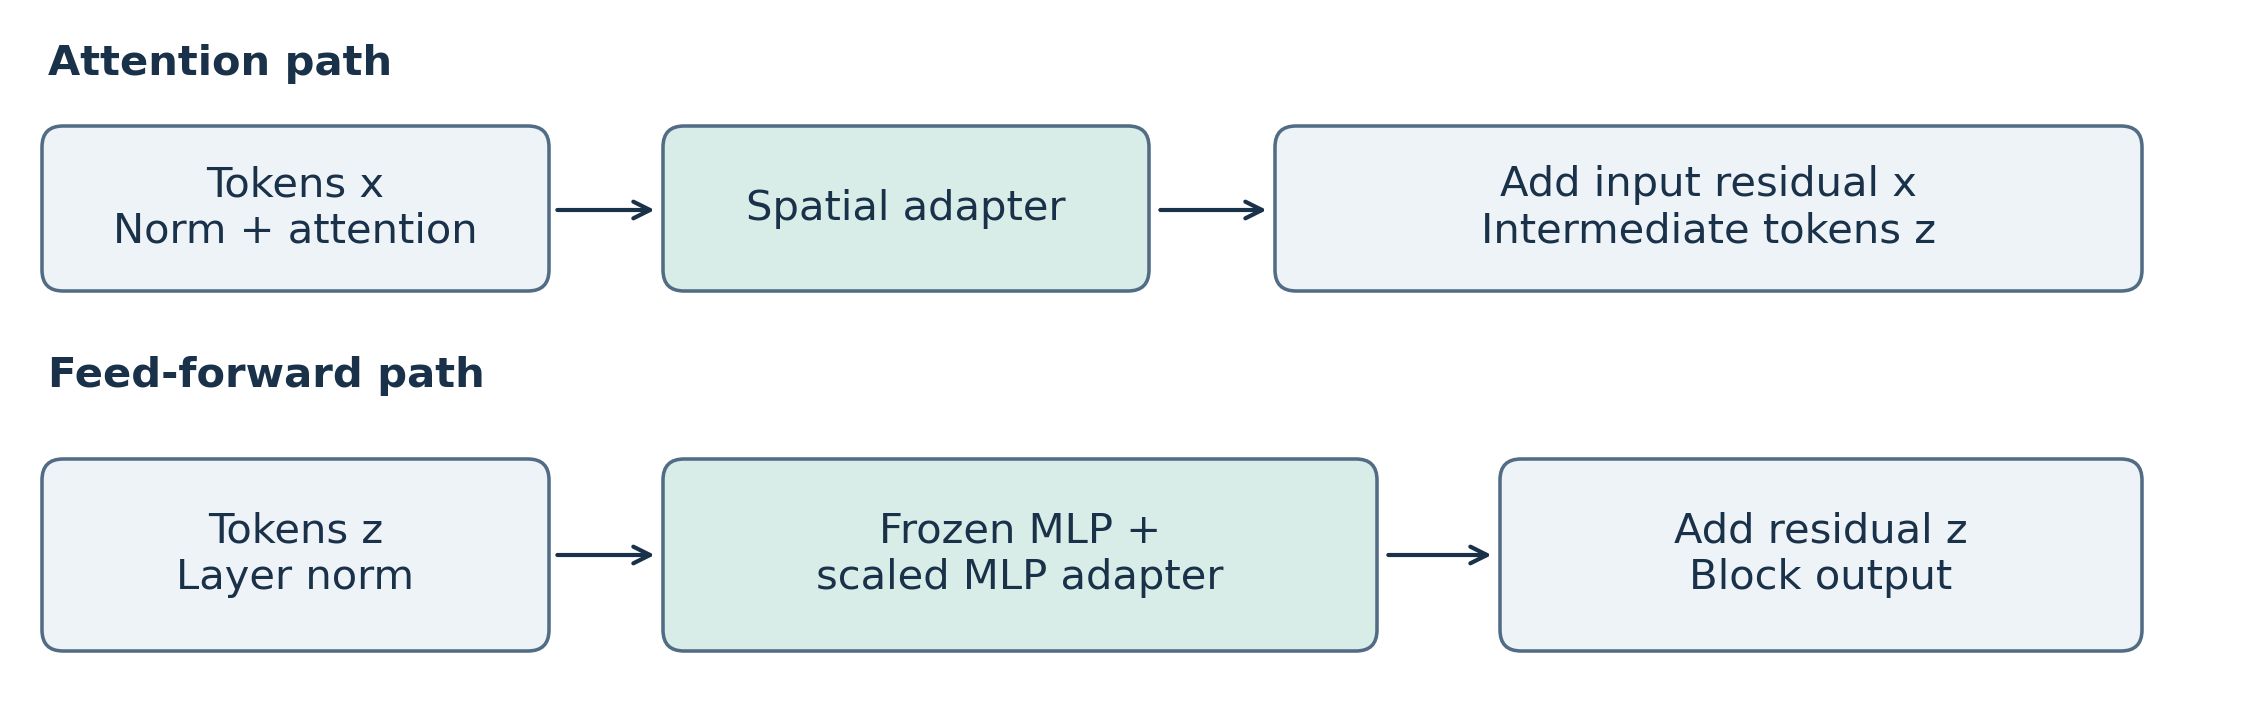 Attention path
Tokens x
Norm + attention
Spatial adapter
Add input residual x
Intermediate tokens z
Feed-forward path
Tokens z
Layer norm
Frozen MLP +
scaled MLP adapter
Add residual z
Block output